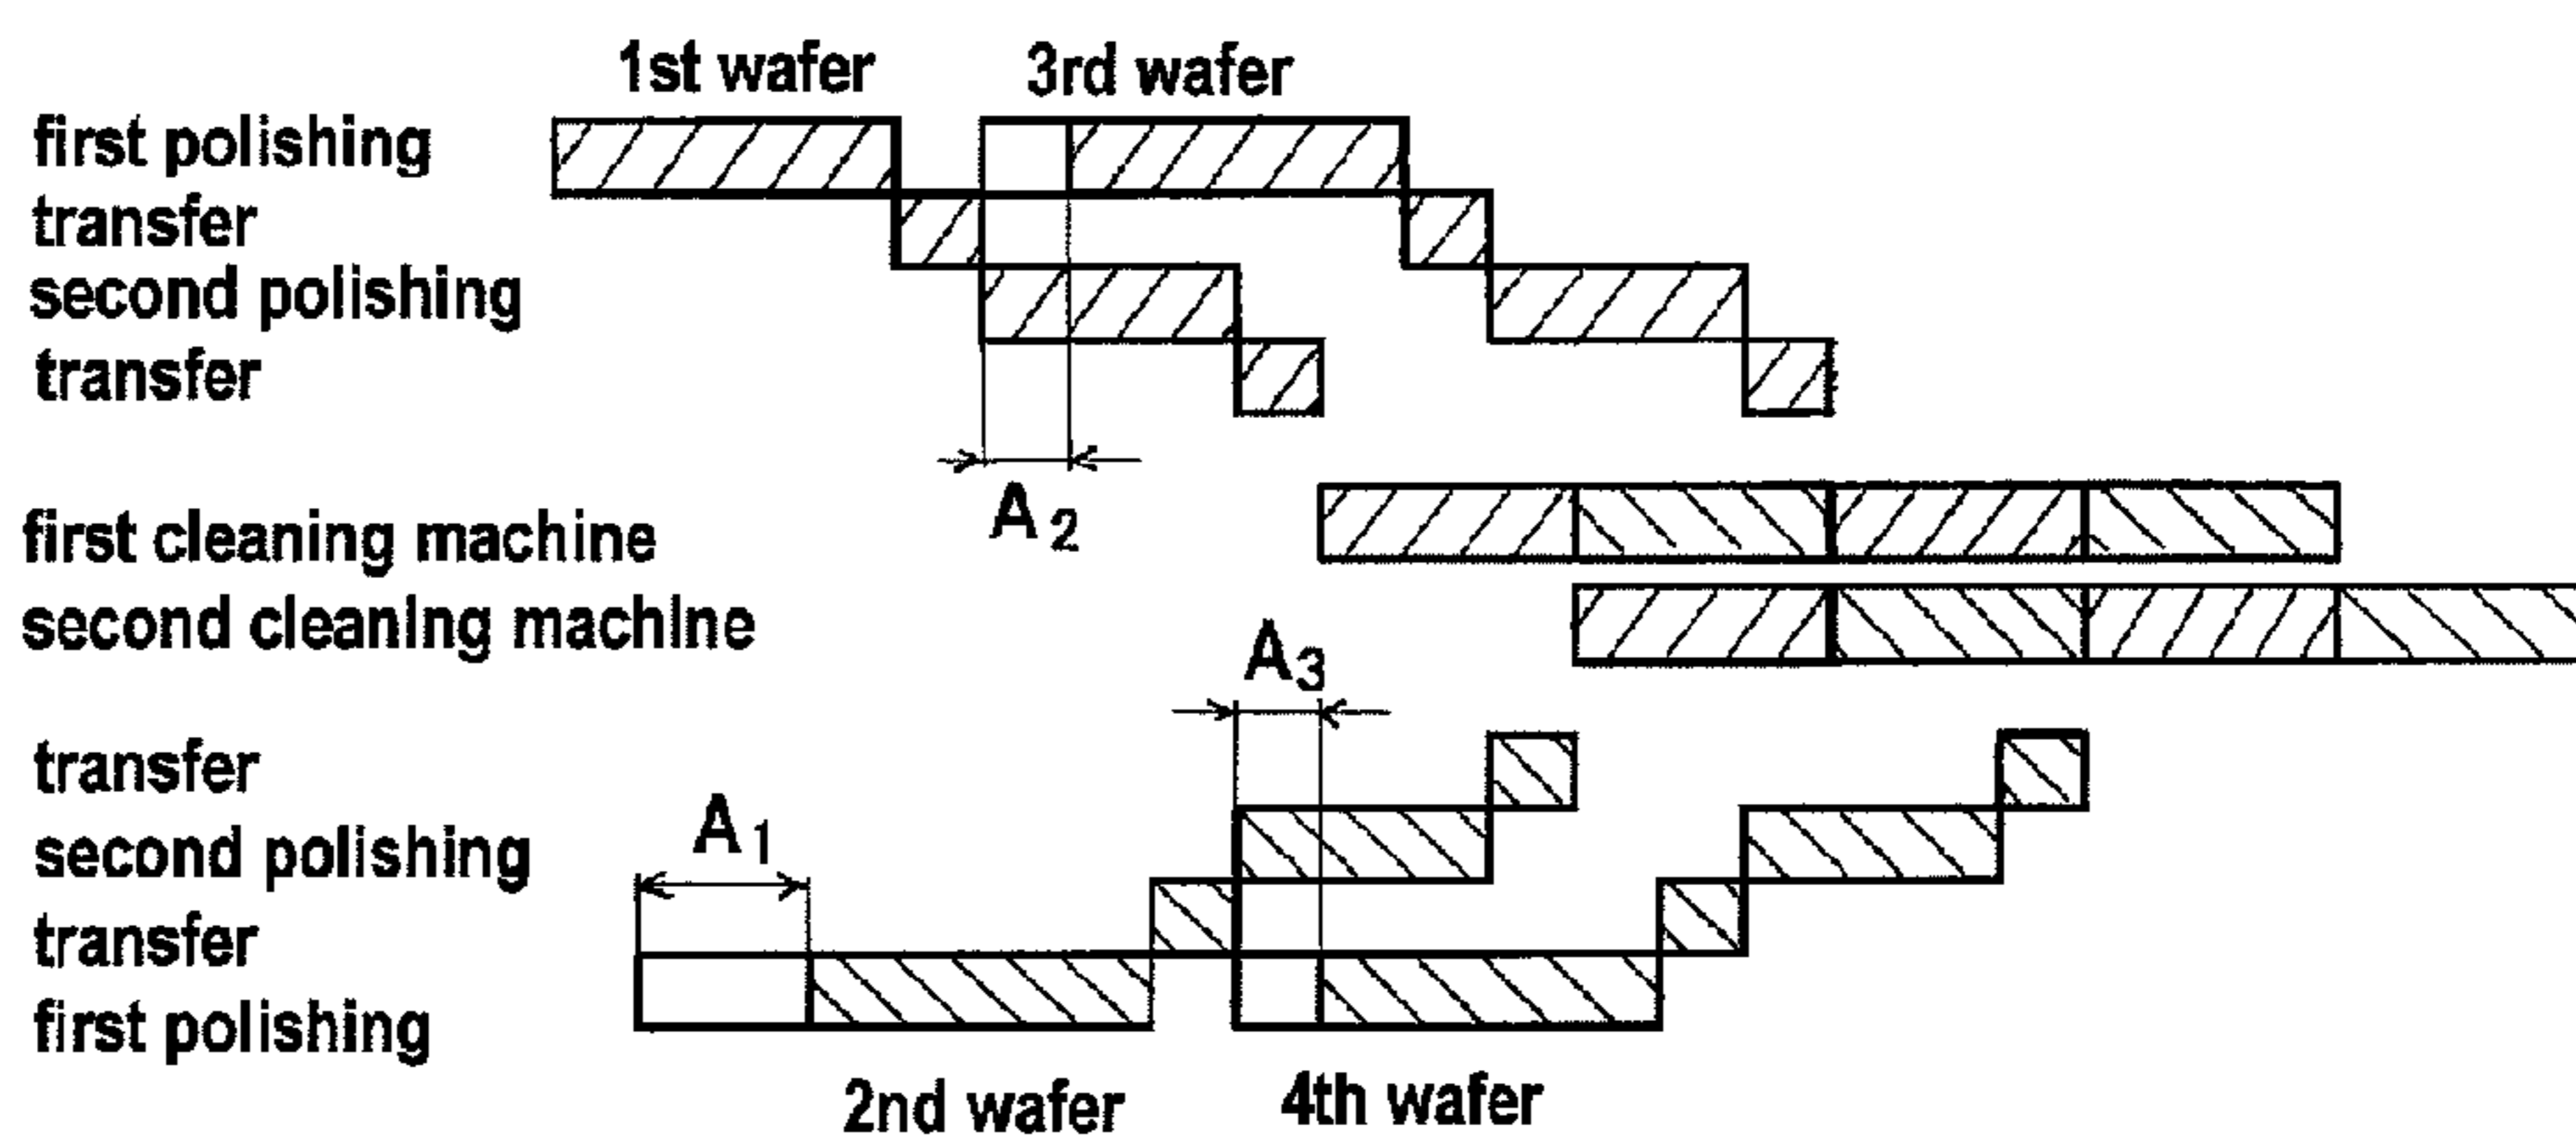 1st wafer 3rd wafer
first polishing
transfer
second polishing
transfer
A2
first cleaning machine
second cleaning machine
A3
transfer
A1
second polishing
transfer
first polishing
2nd wafer 4th wafer